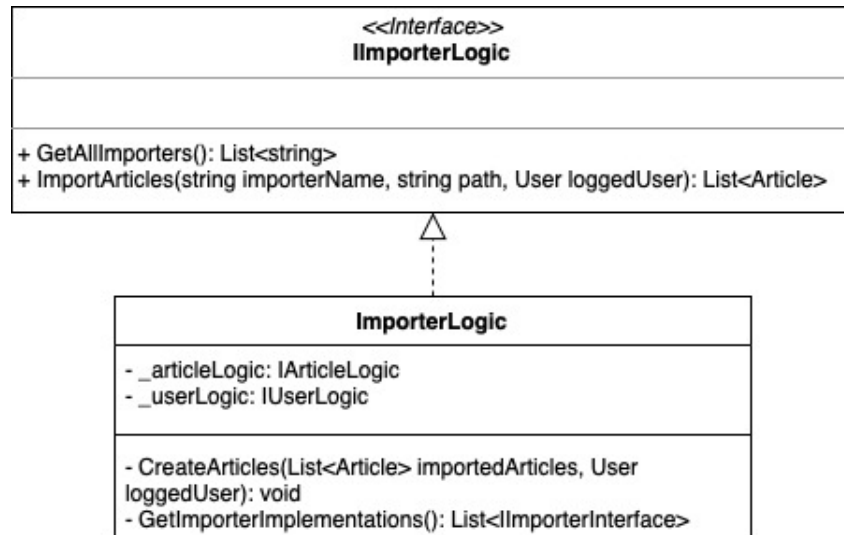 <<Interface>>
IImporterLogic
+ GetAllImporters(): List<string>
+ ImportArticles(string importerName, string path, User loggedUser): List<Article>
ImporterLogic
- _articleLogic: IArticleLogic
- _userLogic: IUserLogic
- CreateArticles(List<Article> importedArticles, User
loggedUser): void
- GetImporterImplementations(): List<IImporterInterface>